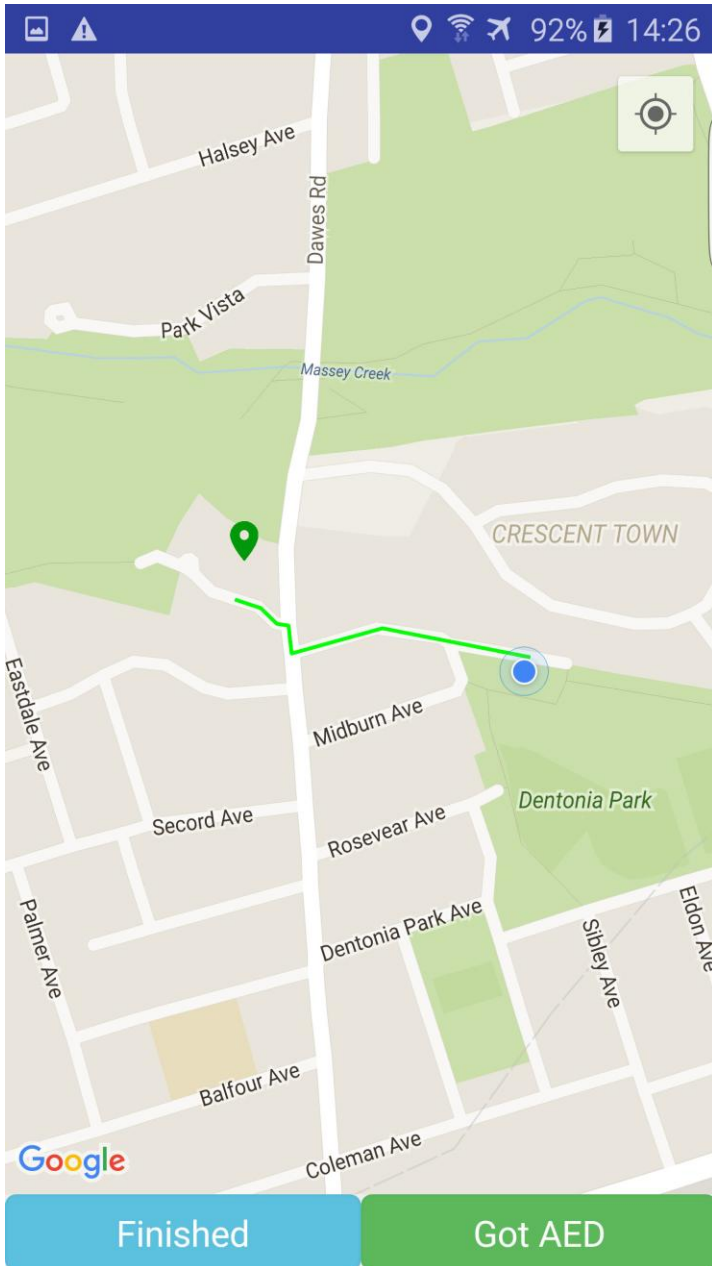 92% 14:26
Halsey Ave
Dawes Rd
Park Vista
Massey Creek
CRESCENT TOWN
Eastdale Ave
Midburn Ave
Dentonia Park
Secord Ave
Rosevear Ave
Palmer Ave
Dentonia Park Ave
Sibley Ave
Eldon Ave
Balfour Ave
Coleman Ave
Google
Finished
Got AED